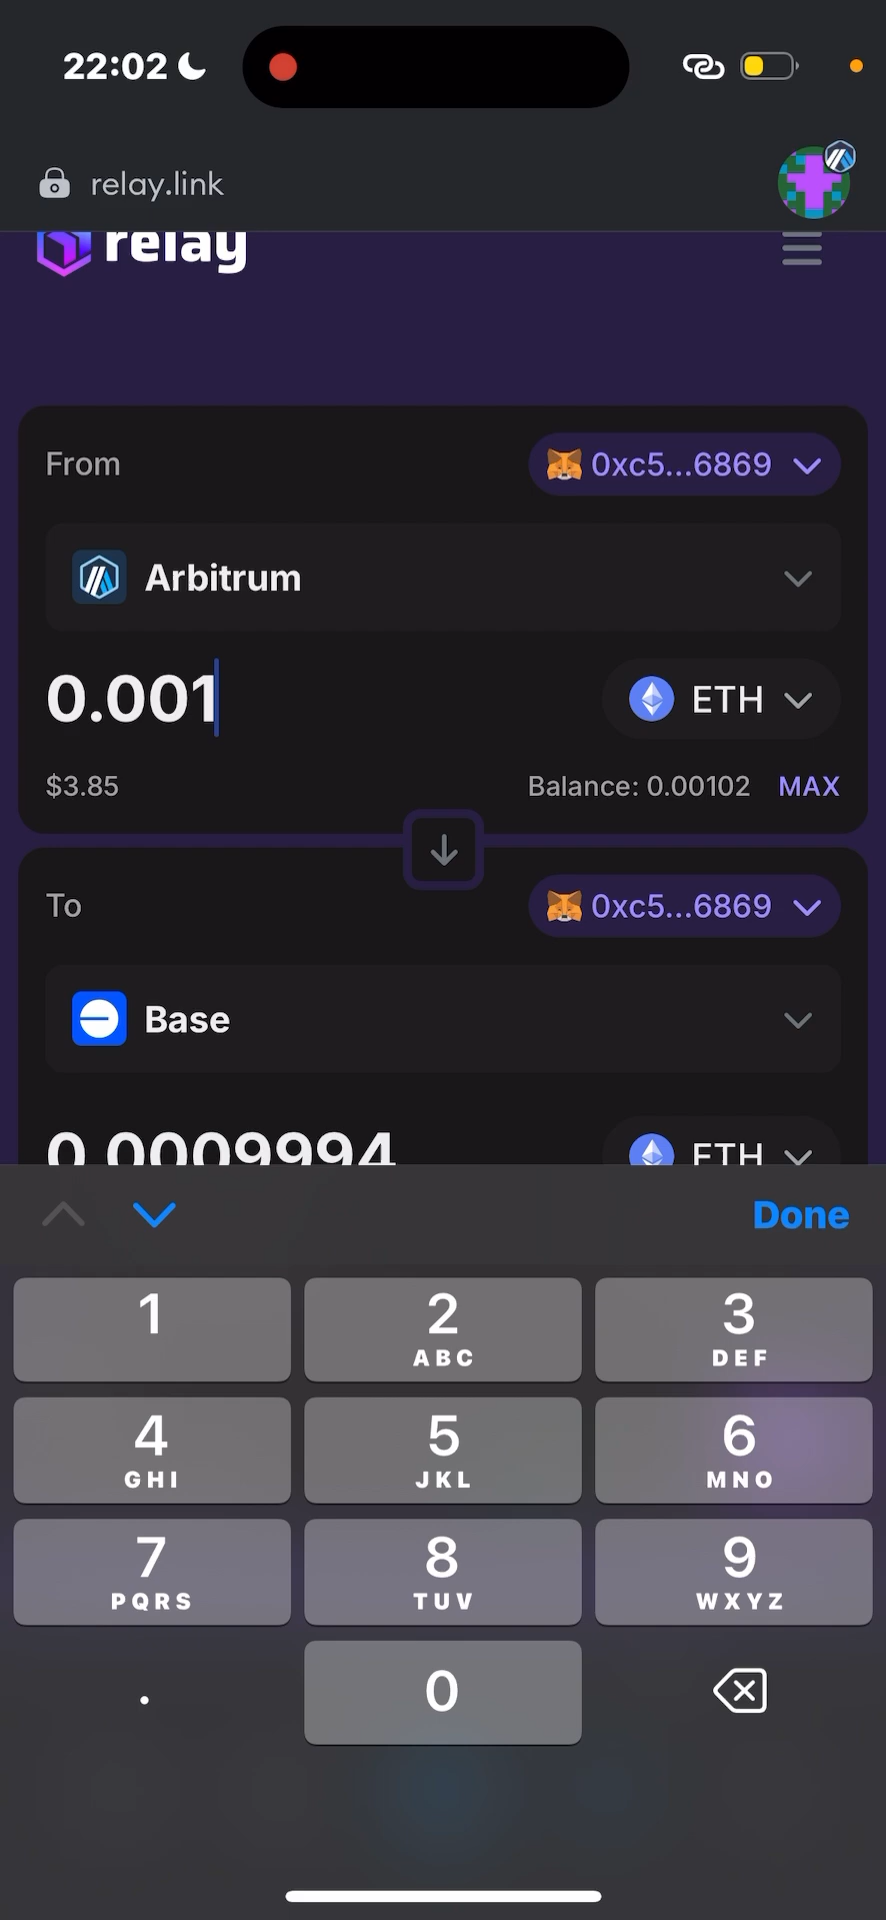 22:02
relay.link
relay
From
0xc5...6869
Arbitrum
0.001
ETH
$3.85
Balance: 0.00102 MAX
To
0xc5...6869
Base
0.0009994
ETH
Done
1
2
ABC
3
DEF
4
GHI
5
JKL
6
MNO
7
PQRS
8
TUV
9
WXYZ
.
0